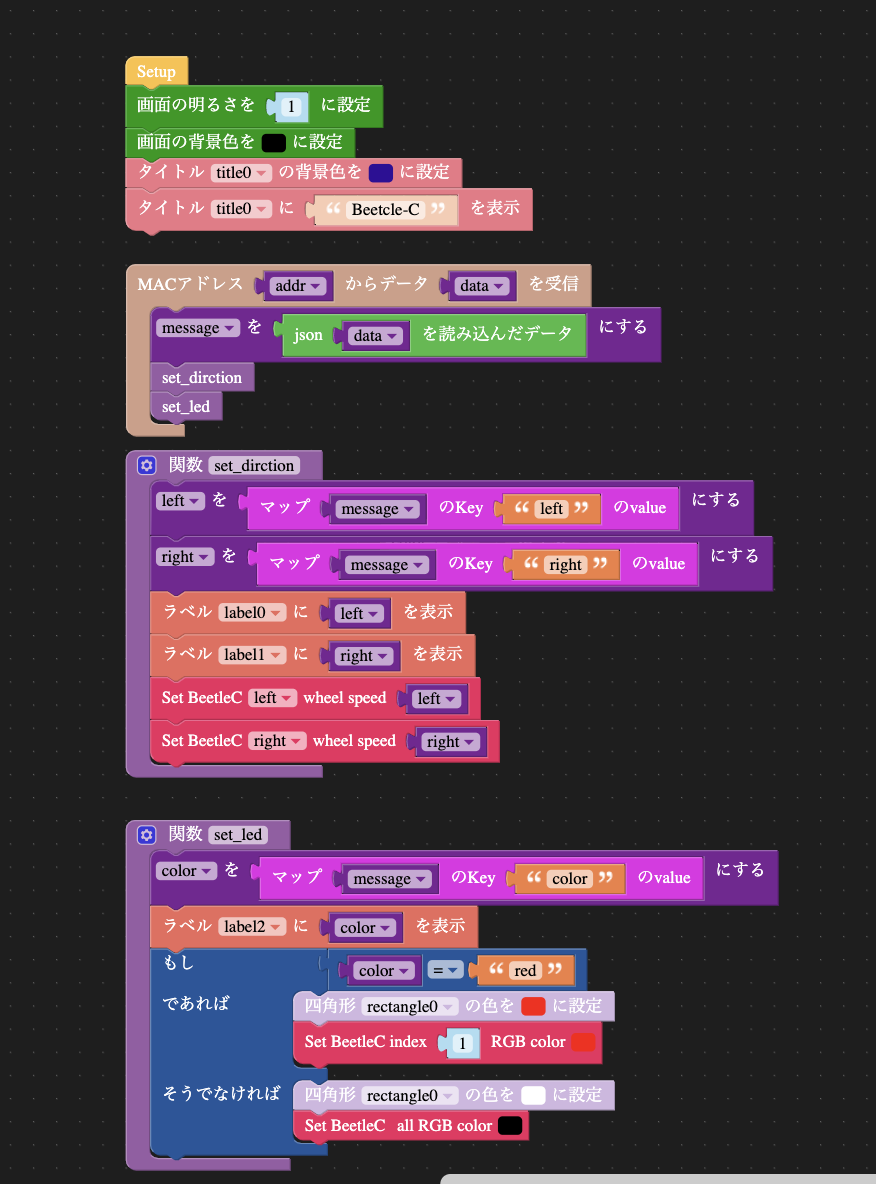 Setup
画面の明るさを 1 に設定
画面の背景色を に設定
タイトル title0 の背景色を に設定
タイトル title0 に “ Beetcle-C ” を表示
MACアドレス addr からデータ data を受信
message を json data を読み込んだデータ にする
set_dirction
set_led
関数 set_dirction
left を マップ message のKey “ left ” のvalue にする
right を マップ message のKey “ right ” のvalue にする
ラベル label0 に left を表示
ラベル label1 に right を表示
Set BeetleC left wheel speed left
Set BeetleC right wheel speed right
関数 set_led
color を マップ message のKey “ color ” のvalue にする
ラベル label2 に color を表示
もし color = “ red ”
であれば 四角形 rectangle0 の色を に設定
Set BeetleC index 1 RGB color
そうでなければ 四角形 rectangle0 の色を に設定
Set BeetleC all RGB color